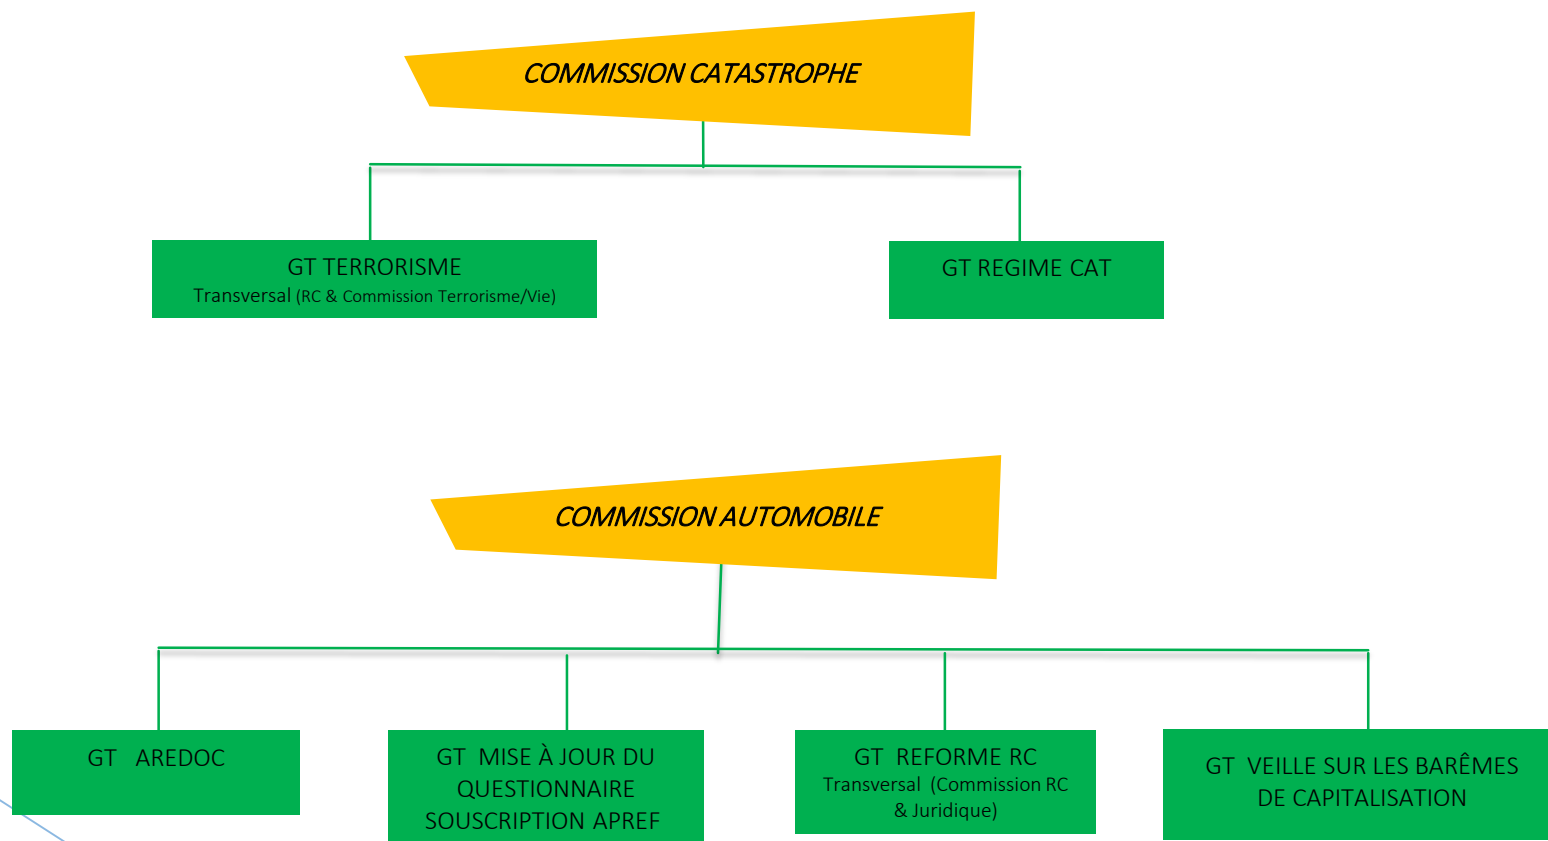 COMMISSION CATASTROPHE
GT TERRORISME
Transversal (RC & Commission Terrorisme/Vie)
GT REGIME CAT
COMMISSION AUTOMOBILE
GT AREDOC
GT MISE À JOUR DU
QUESTIONNAIRE
SOUSCRIPTION APREF
GT REFORME RC
Transversal (Commission RC
& Juridique)
GT VEILLE SUR LES BARÊMES
DE CAPITALISATION